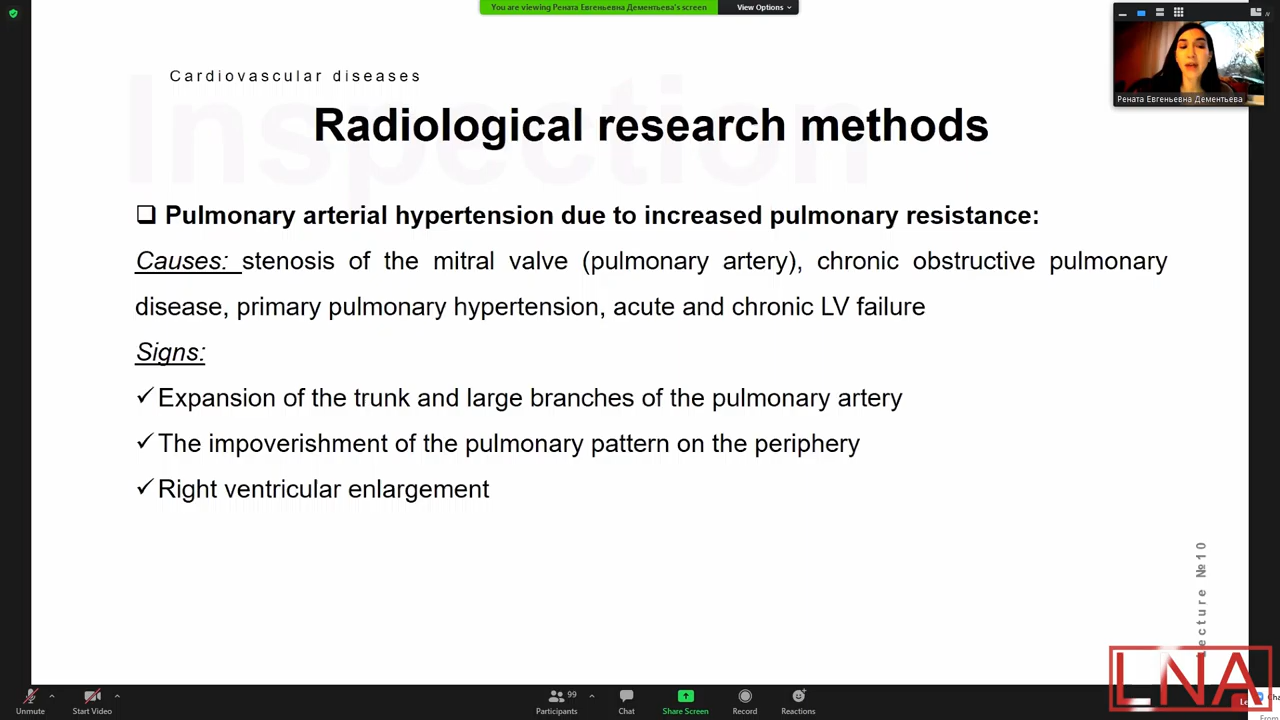 You are viewing Рената Евгеньевна Дементьева's screen
View Options
Рената Евгеньевна Дементьева
Inspection
Cardiovascular diseases
Radiological research methods
Pulmonary arterial hypertension due to increased pulmonary resistance:
Causes: stenosis of the mitral valve (pulmonary artery), chronic obstructive pulmonary
disease, primary pulmonary hypertension, acute and chronic LV failure
Signs:
Expansion of the trunk and large branches of the pulmonary artery
The impoverishment of the pulmonary pattern on the periphery
Right ventricular enlargement
Lecture №10
LNA
Unmute
Start Video
99
Participants
Chat
Share Screen
Record
Reactions